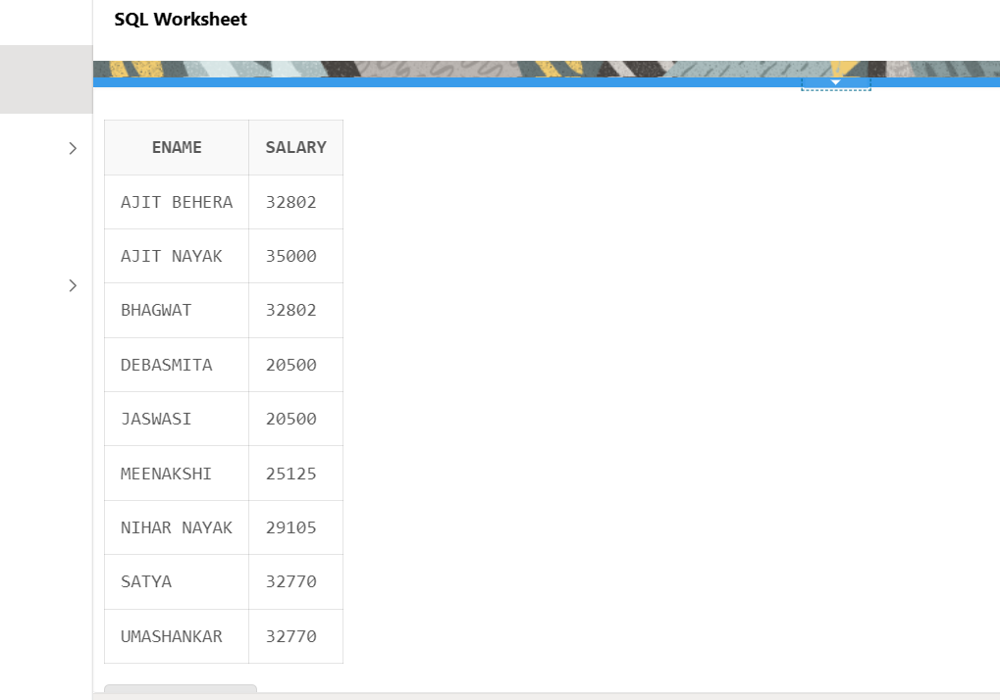 SQL Worksheet
ENAME SALARY
AJIT BEHERA 32802
AJIT NAYAK 35000
BHAGWAT 32802
DEBASMITA 20500
JASWASI 20500
MEENAKSHI 25125
NIHAR NAYAK 29105
SATYA 32770
UMASHANKAR 32770